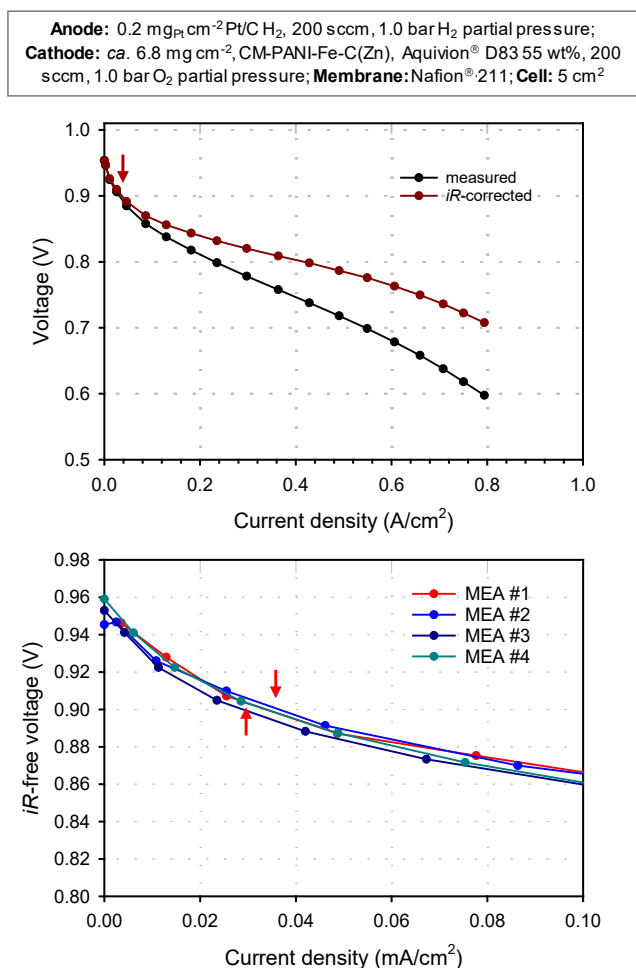 Anode: 0.2 mgPt cm-2 Pt/C H2, 200 sccm, 1.0 bar H2 partial pressure;
Cathode: ca. 6.8 mg cm-2, CM-PANI-Fe-C(Zn), Aquivion® D83 55 wt%, 200
sccm, 1.0 bar O2 partial pressure; Membrane: Nafion®,211; Cell: 5 cm2
1.0
0.9
0.8
0.7
0.6
0.5
Voltage (V)
measured
iR-corrected
0.0 0.2 0.4 0.6 0.8 1.0
Current density (A/cm2)
0.98
0.96
0.94
0.92
0.90
0.88
0.86
0.84
0.82
0.80
iR-free voltage (V)
MEA #1
MEA #2
MEA #3
MEA #4
0.00 0.02 0.04 0.06 0.08 0.10
Current density (mA/cm2)